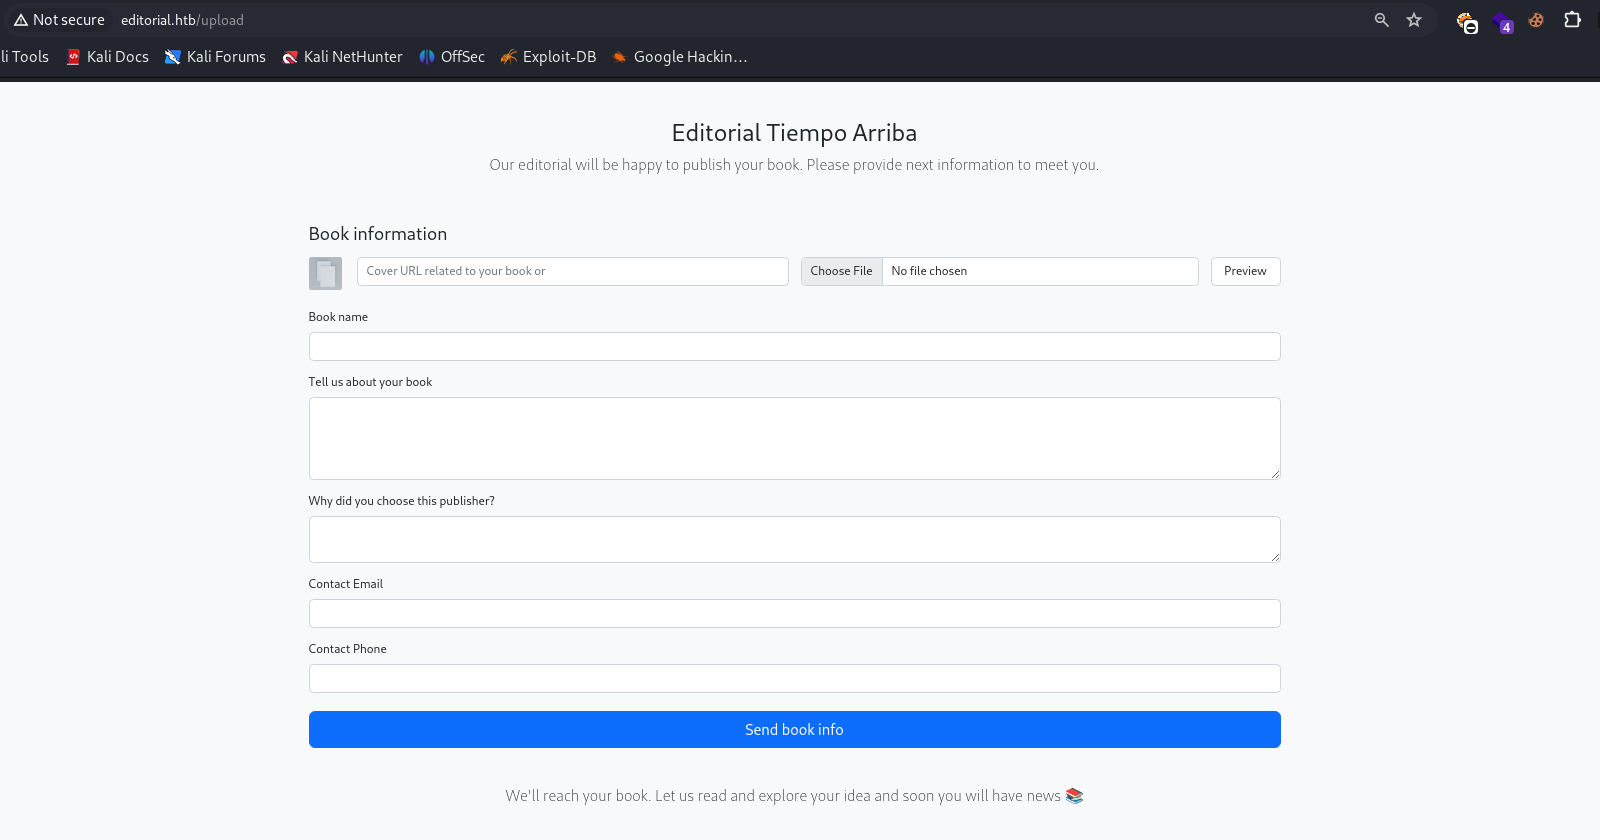 Not secure editorial.htb/upload 4
li Tools Kali Docs Kali Forums Kali NetHunter OffSec Exploit-DB Google Hackin...
Editorial Tiempo Arriba
Our editorial will be happy to publish your book. Please provide next information to meet you.
Book information
Cover URL related to your book or Choose File No file chosen Preview
Book name
Tell us about your book
Why did you choose this publisher?
Contact Email
Contact Phone
Send book info
We'll reach your book. Let us read and explore your idea and soon you will have news 📚